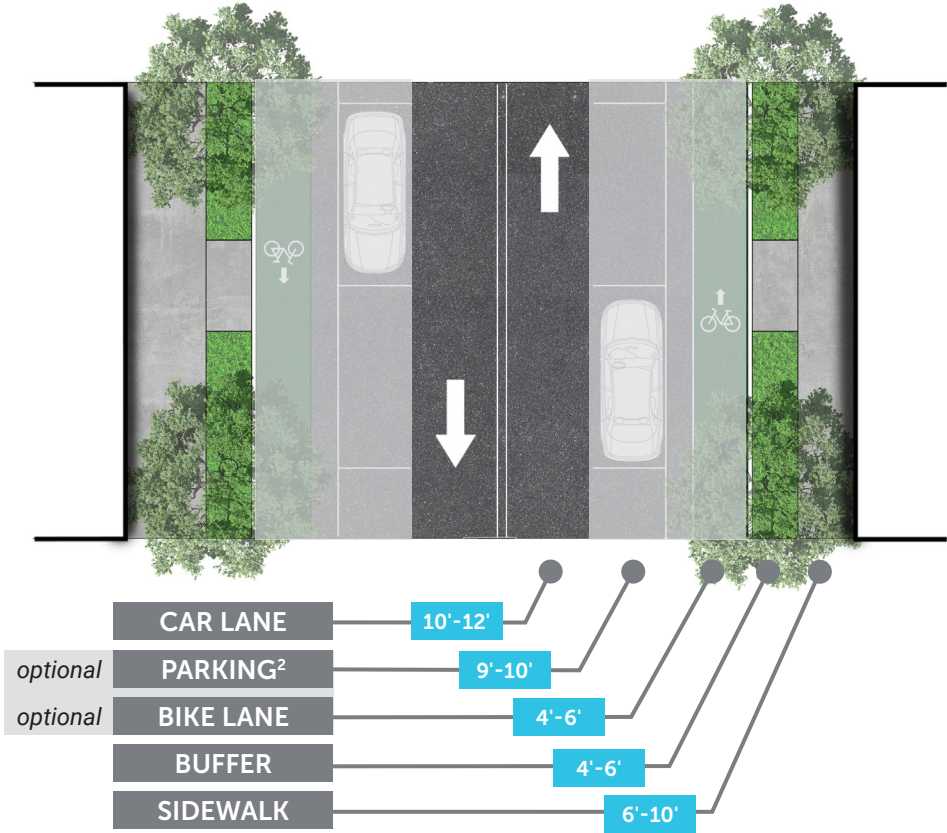 CAR LANE 10'-12'
optional PARKING² 9'-10'
optional BIKE LANE 4'-6'
BUFFER 4'-6'
SIDEWALK 6'-10'